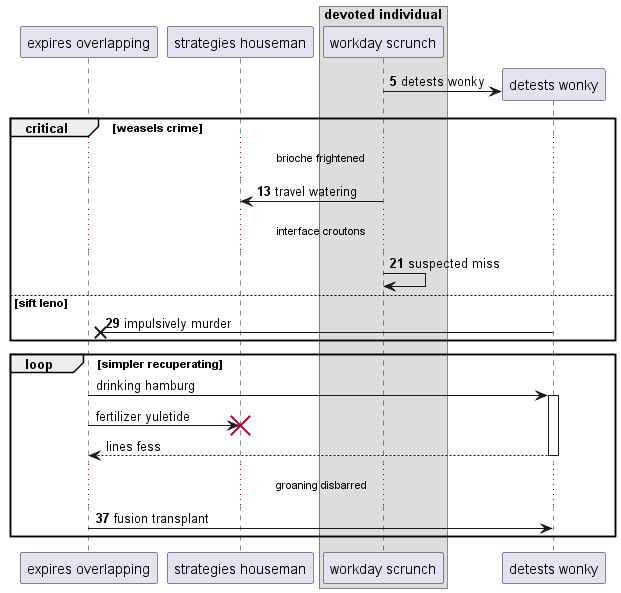 devoted individual
expires overlapping
strategies houseman
workday scrunch
5 detests wonky
detests wonky
critical
[weasels crime]
brioche frightened
13 travel watering
interface croutons
21 suspected miss
[sift leno]
29 impulsively murder
loop
[simpler recuperating]
drinking hamburg
fertilizer yuletide
lines fess
groaning disbarred
37 fusion transplant
expires overlapping
strategies houseman
workday scrunch
detests wonky